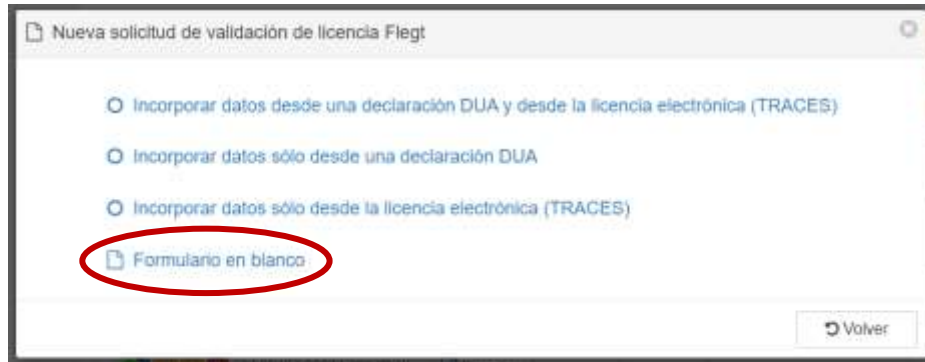 Nueva solicitud de validación de licencia Flegt
Incorporar datos desde una declaración DUA y desde la licencia electrónica (TRACES)
Incorporar datos sólo desde una declaración DUA
Incorporar datos sólo desde la licencia electrónica (TRACES)
Formulario en blanco
Volver